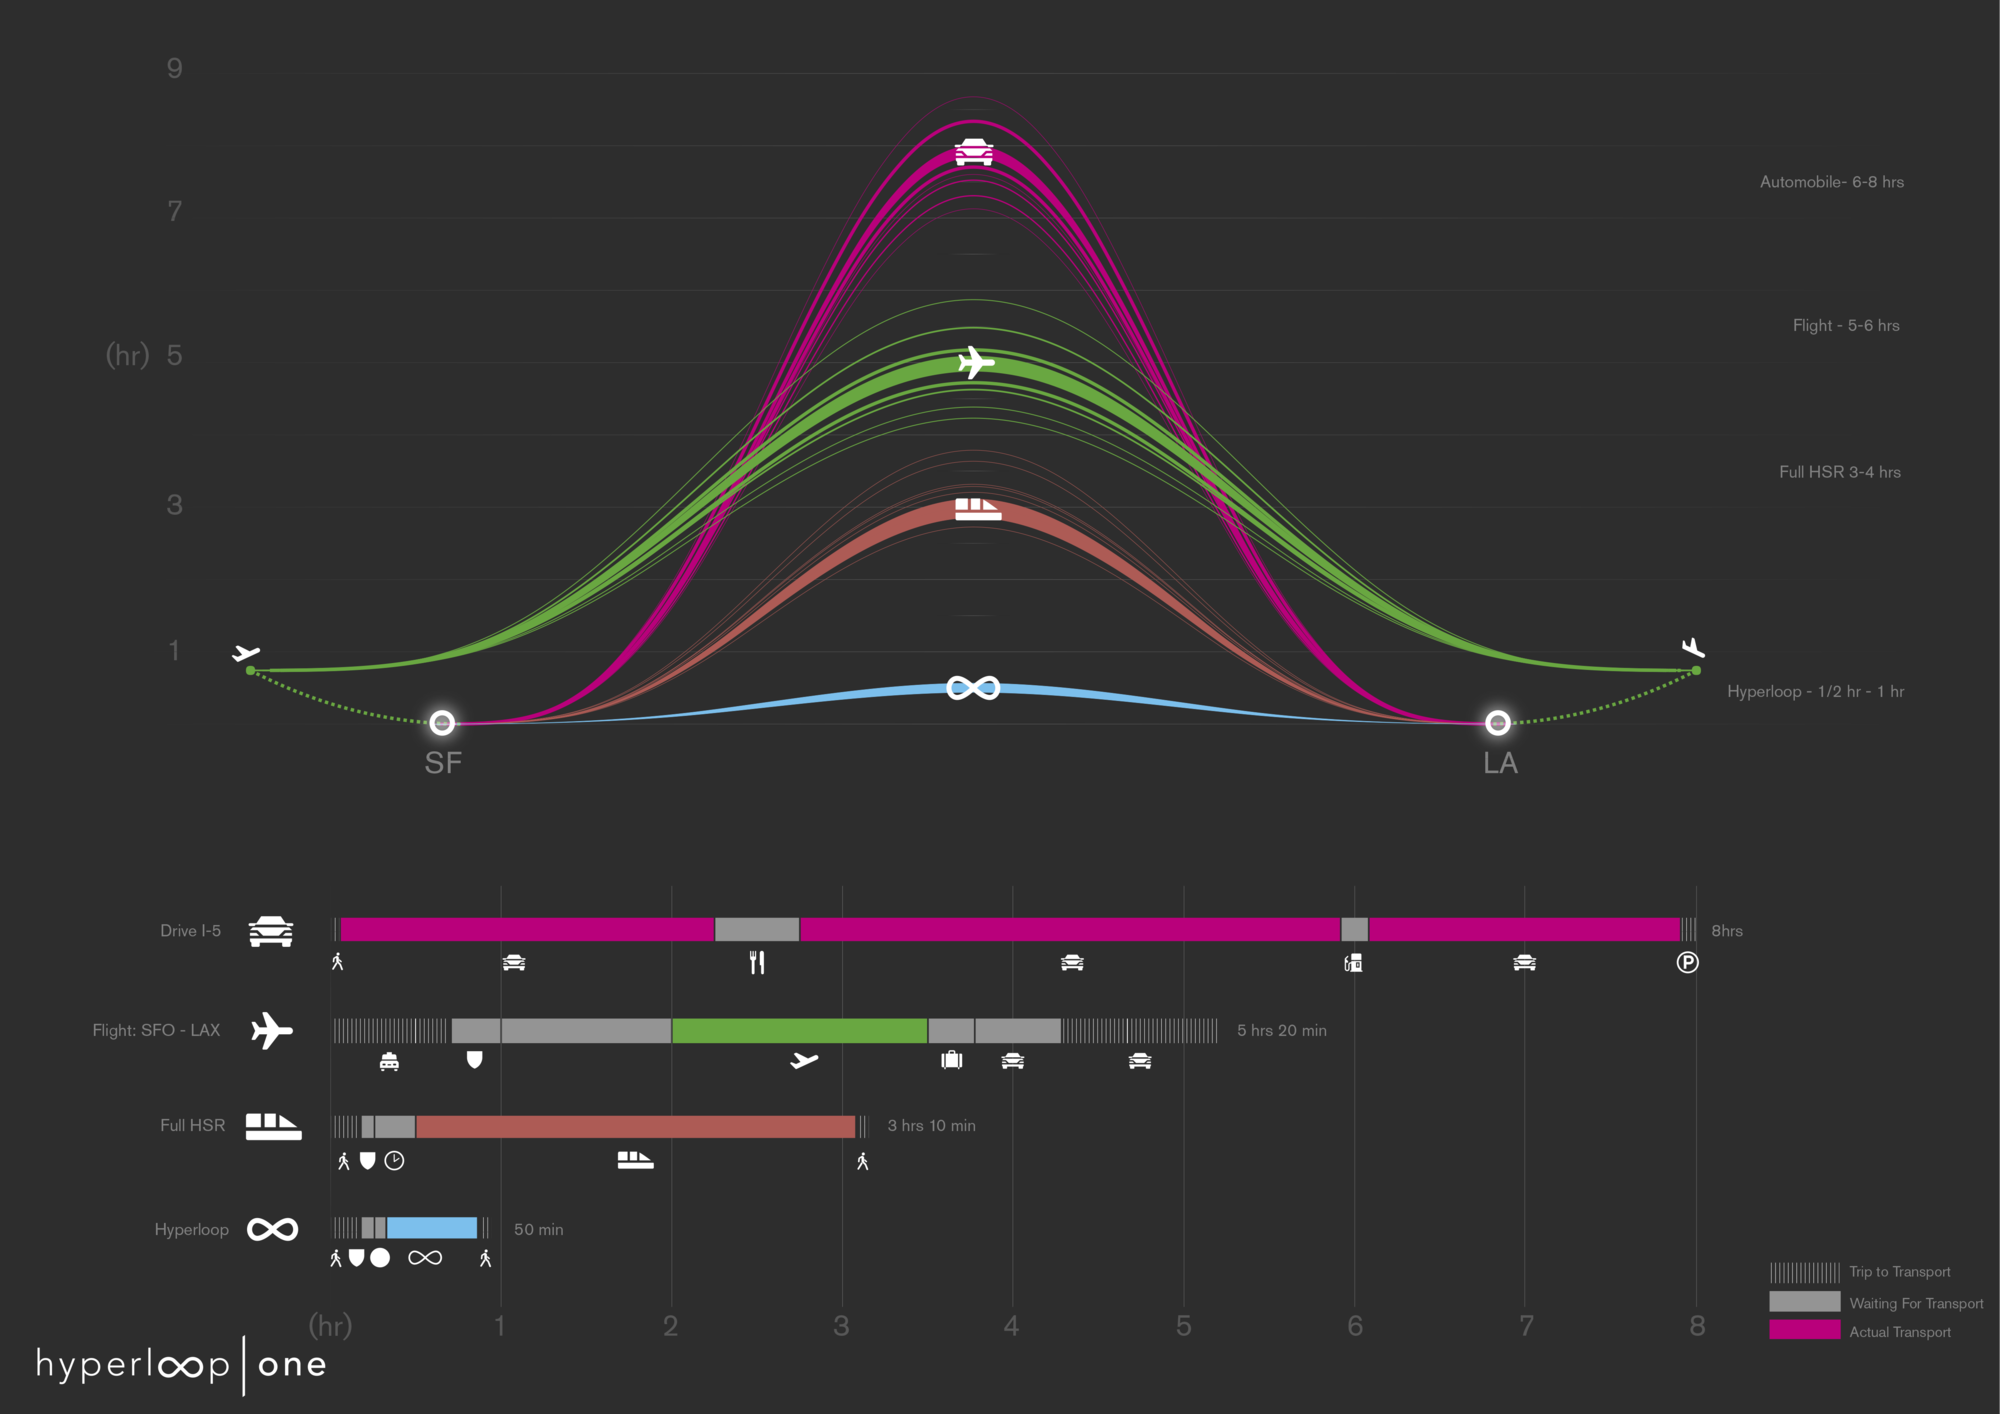 9
7
(hr) 5
3
1
Automobile- 6-8 hrs
Flight - 5-6 hrs
Full HSR 3-4 hrs
Hyperloop - 1/2 hr - 1 hr
SF
LA
Drive I-5
8hrs
P
Flight: SFO - LAX
5 hrs 20 min
Full HSR
3 hrs 10 min
Hyperloop
50 min
(hr) 1 2 3 4 5 6 7 8
Trip to Transport
Waiting For Transport
Actual Transport
hyperloop | one